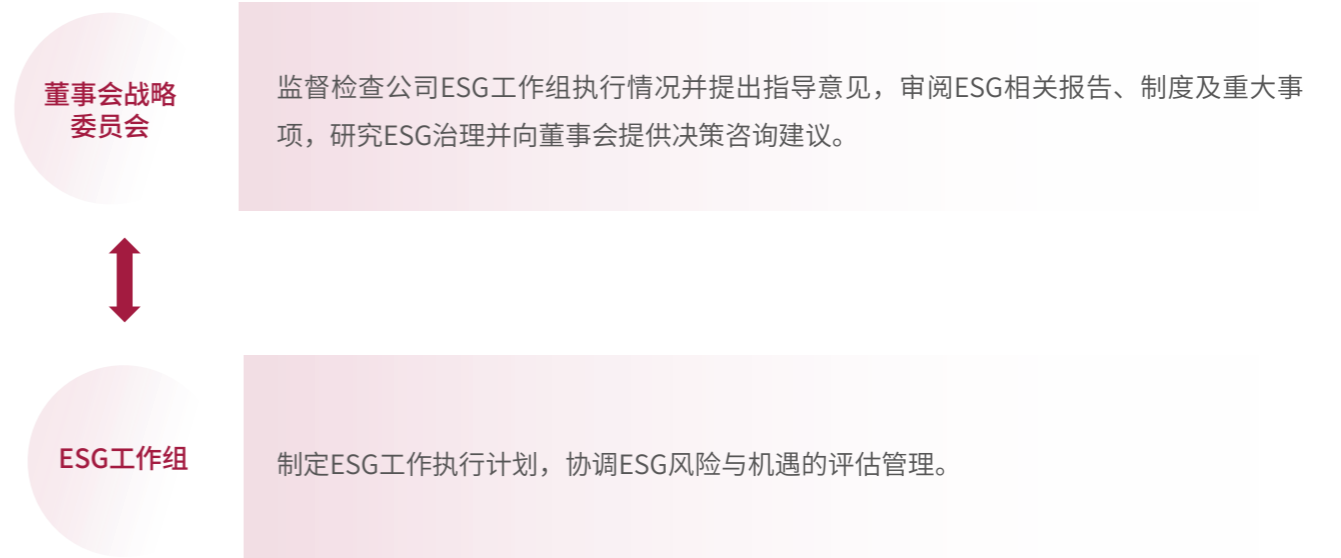 董事会战略
委员会
监督检查公司ESG工作组执行情况并提出指导意见，审阅ESG相关报告、制度及重大事
项，研究ESG治理并向董事会提供决策咨询建议。
ESG工作组
制定ESG工作执行计划，协调ESG风险与机遇的评估管理。